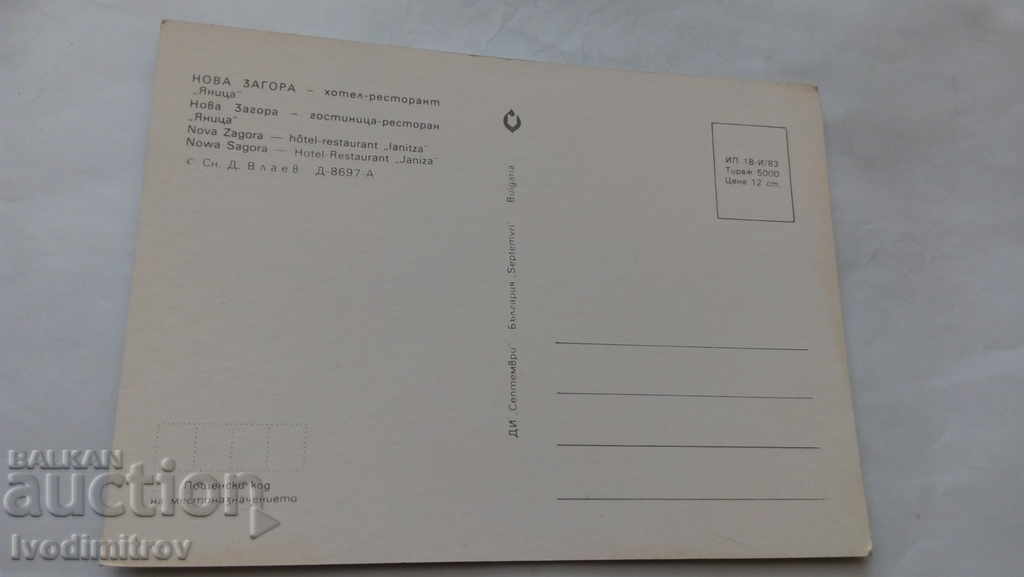 НОВА ЗАГОРА – хотел-ресторант
„Яница“
Нова Загора – гостиница-ресторан
„Яница“
Nova Zagora — hôtel-restaurant „Ianitza“
Nowa Sagora — Hotel-Restaurant „Janiza“
с Сн. Д. Влаев Д-8697-А
ДИ „Септември“ България „Septemvri“ Bulgaria
ИП 18-И/83
Тираж 5000
Цена 12 ст.
Пощенски код
на местоназначението
BALKAN
auction
Ivodimitrov